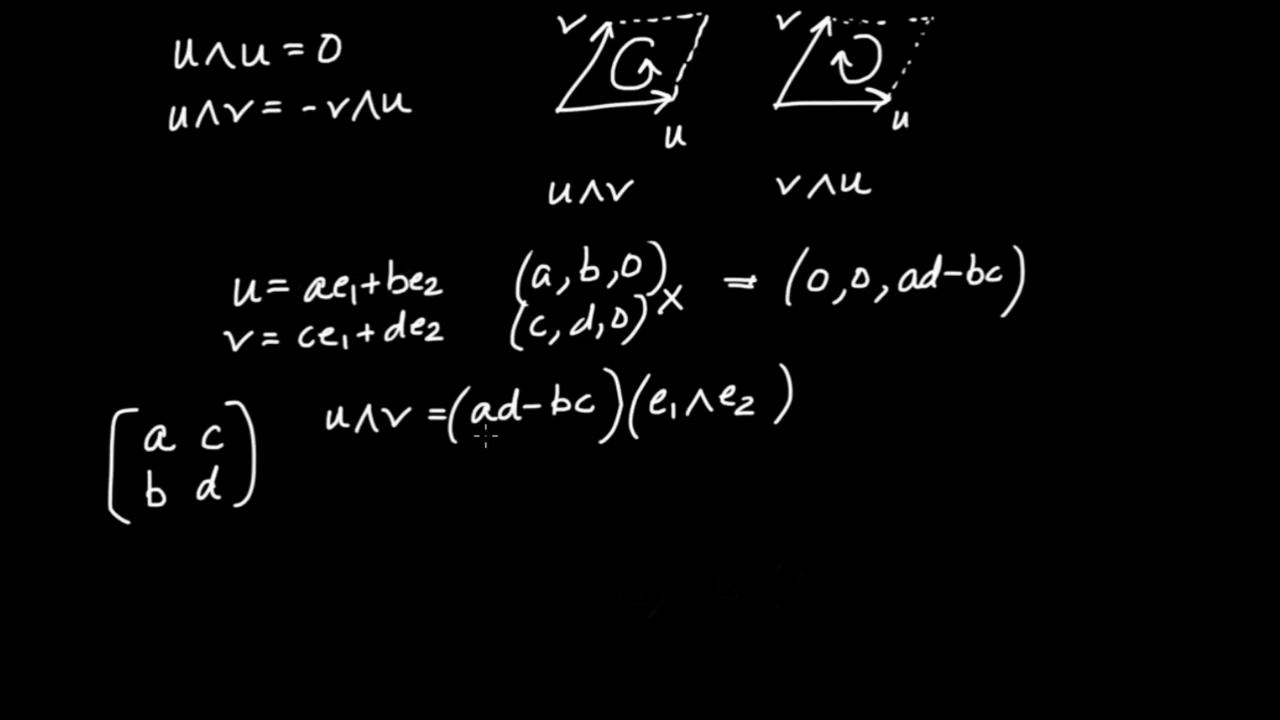 u∧u = 0
u∧v = -v∧u
v
u
u∧v
v
u
v∧u
u = ae₁+be₂
v = ce₁+de₂
(a, b, 0)
(c, d, 0) × = (0, 0, ad-bc)
[a c
b d]
u∧v = (ad-bc)(e₁∧e₂)